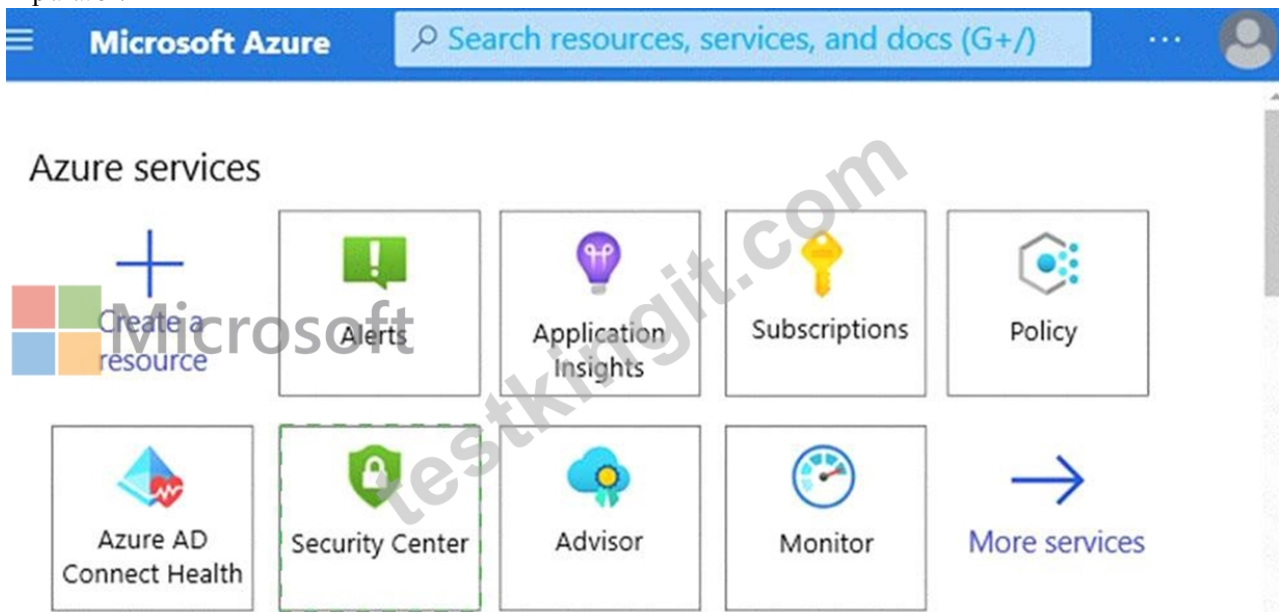 Microsoft Azure
Search resources, services, and docs (G+/)
...
Azure services
Create a
resource
Alerts
Application
Insights
Subscriptions
Policy
Microsoft
testkingit.com
Azure AD
Connect Health
Security Center
Advisor
Monitor
More services